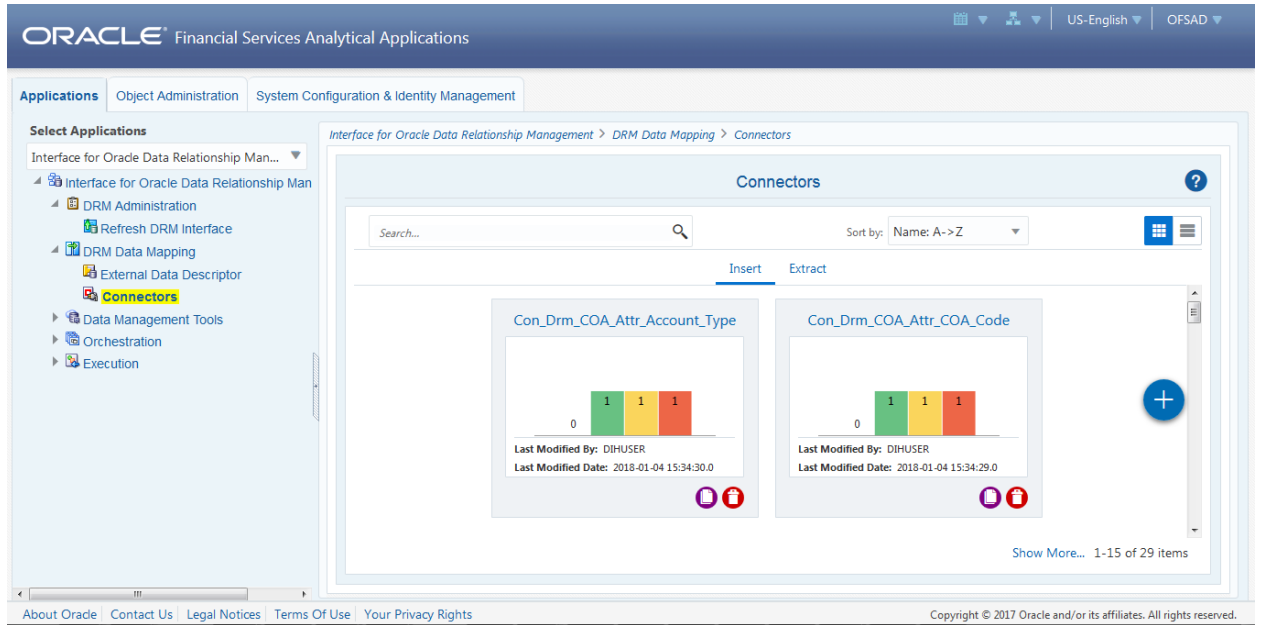 US-English OFSAD
ORACLE® Financial Services Analytical Applications
Applications Object Administration System Configuration & Identity Management
Select Applications
Interface for Oracle Data Relationship Man...
Interface for Oracle Data Relationship Man
DRM Administration
Refresh DRM Interface
DRM Data Mapping
External Data Descriptor
Connectors
Data Management Tools
Orchestration
Execution
Interface for Oracle Data Relationship Management > DRM Data Mapping > Connectors
Connectors ?
Search... Sort by: Name: A->Z
Insert Extract
Con_Drm_COA_Attr_Account_Type
0 1 1 1
Last Modified By: DIHUSER
Last Modified Date: 2018-01-04 15:34:30.0
Con_Drm_COA_Attr_COA_Code
0 1 1 1
Last Modified By: DIHUSER
Last Modified Date: 2018-01-04 15:34:29.0
Show More... 1-15 of 29 items
About Oracle Contact Us Legal Notices Terms Of Use Your Privacy Rights
Copyright © 2017 Oracle and/or its affiliates. All rights reserved.